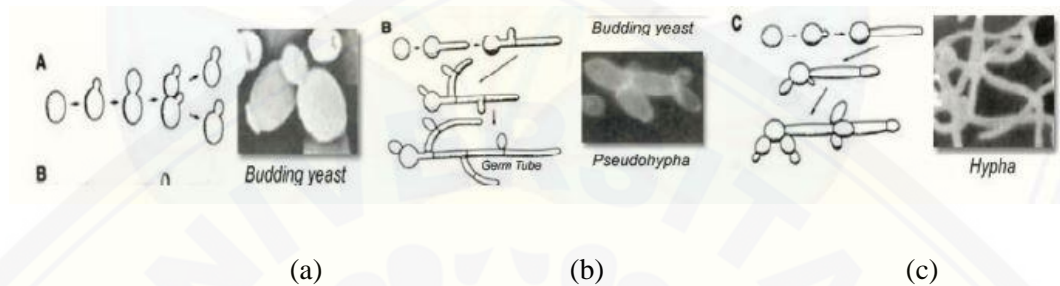 A
B
Budding yeast
B
Budding yeast
Germ Tube
Pseudohypha
C
Hypha
(a)
(b)
(c)